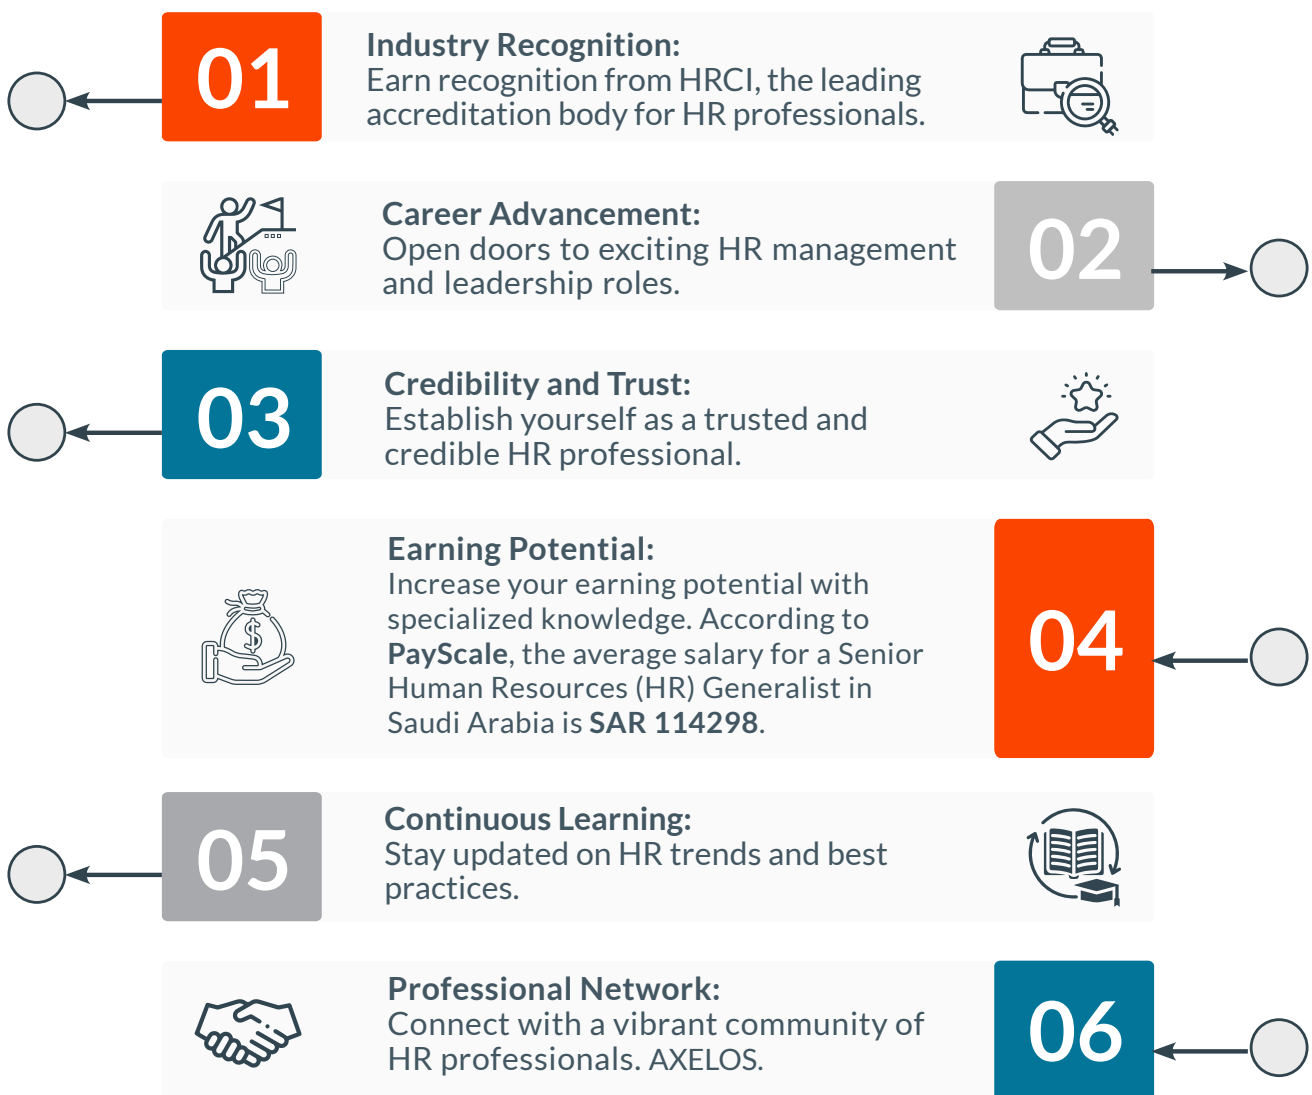 01
Industry Recognition:
Earn recognition from HRCI, the leading
accreditation body for HR professionals.
Career Advancement:
Open doors to exciting HR management
and leadership roles.
02
03
Credibility and Trust:
Establish yourself as a trusted and
credible HR professional.
Earning Potential:
Increase your earning potential with
specialized knowledge. According to
PayScale, the average salary for a Senior
Human Resources (HR) Generalist in
Saudi Arabia is SAR 114298.
04
05
Continuous Learning:
Stay updated on HR trends and best
practices.
Professional Network:
Connect with a vibrant community of
HR professionals. AXELOS.
06